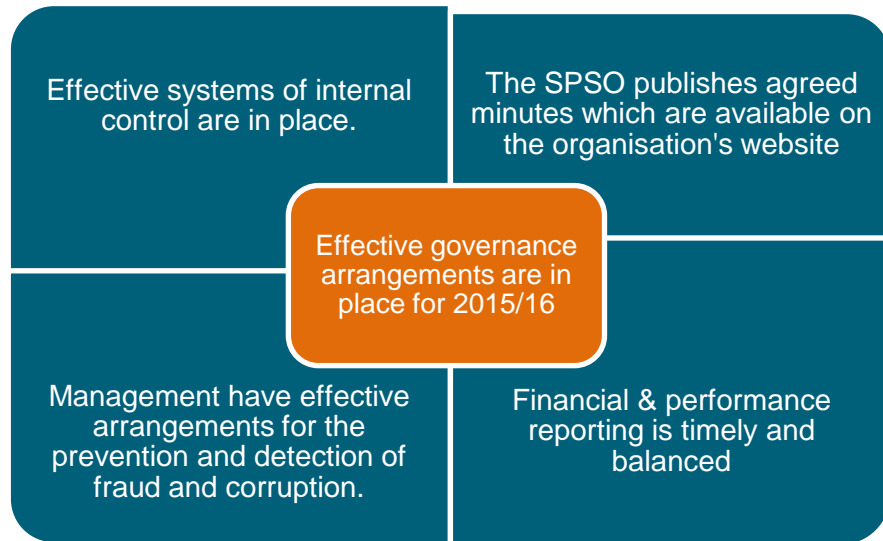 Effective systems of internal
control are in place.
The SPSO publishes agreed
minutes which are available on
the organisation's website
Effective governance
arrangements are in
place for 2015/16
Management have effective
arrangements for the
prevention and detection of
fraud and corruption.
Financial & performance
reporting is timely and
balanced